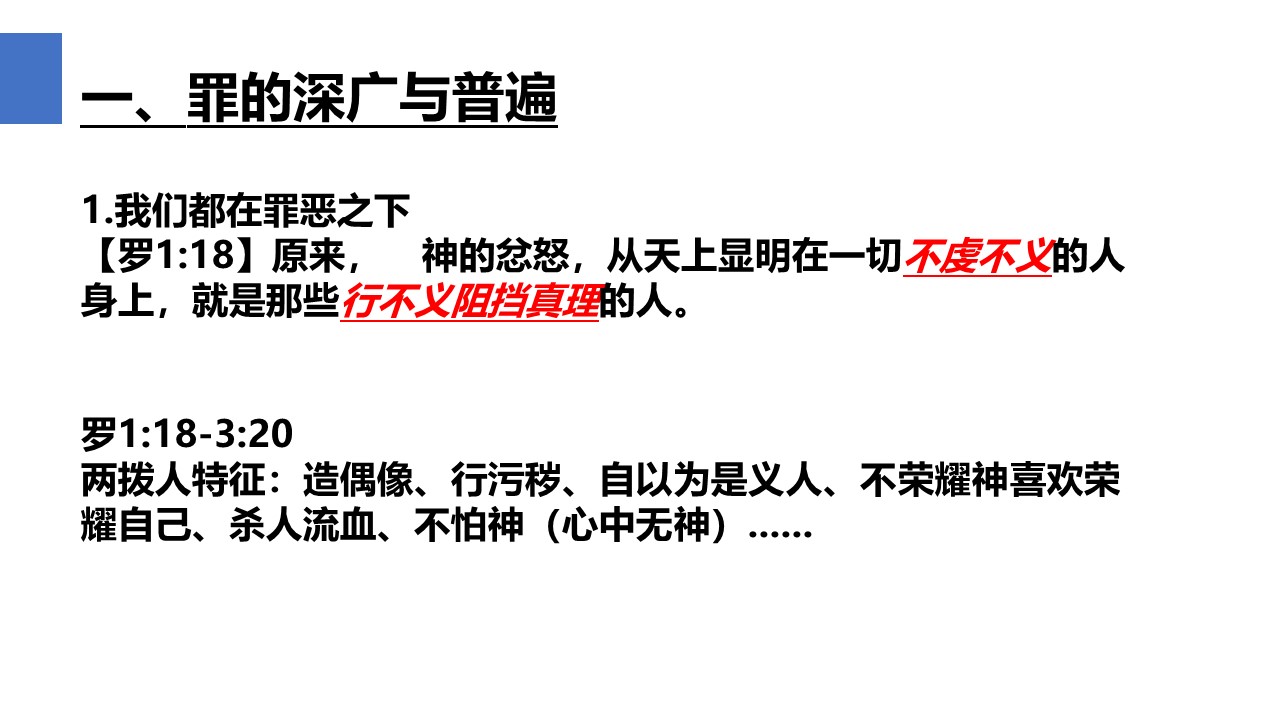 一、罪的深广与普遍
1.我们都在罪恶之下
【罗1:18】原来，　神的忿怒，从天上显明在一切不虔不义的人
身上，就是那些行不义阻挡真理的人。
罗1:18-3:20
两拨人特征：造偶像、行污秽、自以为是义人、不荣耀神喜欢荣
耀自己、杀人流血、不怕神（心中无神）......